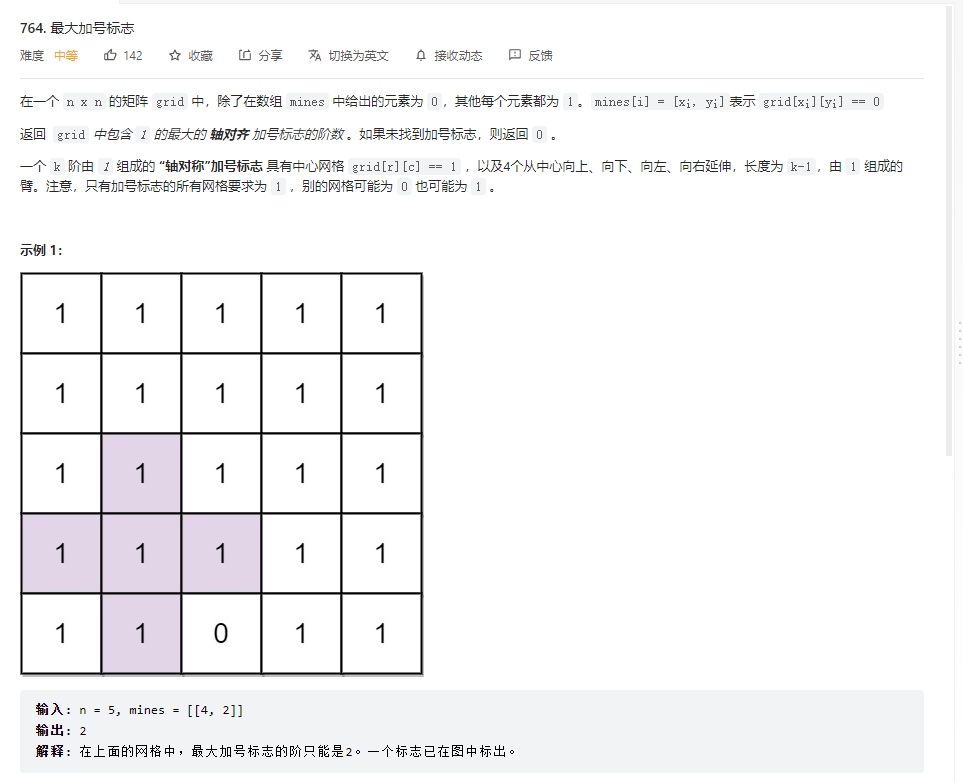 764. 最大加号标志
难度 中等 142 收藏 分享 切换为英文 接收动态 反馈
在一个 n x n 的矩阵 grid 中，除了在数组 mines 中给出的元素为 0，其他每个元素都为 1。mines[i] = [xi, yi]表示 grid[xi][yi] == 0
返回 grid 中包含 1 的最大的 轴对齐 加号标志的阶数。如果未找到加号标志，则返回 0 。
一个 k 阶由 1 组成的 “轴对称”加号标志 具有中心网格 grid[r][c] == 1 ，以及4个从中心向上、向下、向左、向右延伸，长度为 k-1，由 1 组成的
臂。注意，只有加号标志的所有网格要求为 1 ，别的网格可能为 0 也可能为 1 。
示例 1：
1 1 1 1 1
1 1 1 1 1
1 1 1 1 1
1 1 1 1 1
1 1 0 1 1
输入: n = 5, mines = [[4, 2]]
输出: 2
解释: 在上面的网格中，最大加号标志的阶只能是2。一个标志已在图中标出。